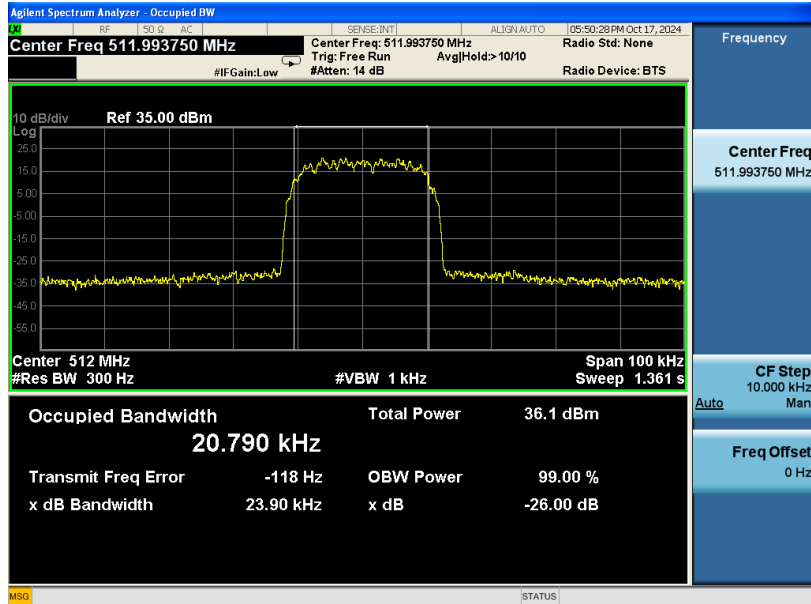 Agilent Spectrum Analyzer - Occupied BW
LXI RF 50 Ω AC SENSE:INT ALIGN AUTO 05:50:28 PM Oct 17, 2024
Center Freq 511.993750 MHz
Center Freq: 511.993750 MHz Radio Std: None
Trig: Free Run Avg|Hold:> 10/10
#IFGain:Low #Atten: 14 dB Radio Device: BTS
10 dB/div Ref 35.00 dBm
Log
25.0
15.0
5.00
-5.00
-15.0
-25.0
-35.0
-45.0
-55.0
Center 512 MHz Span 100 kHz
#Res BW 300 Hz #VBW 1 kHz Sweep 1.361 s
Occupied Bandwidth Total Power 36.1 dBm
20.790 kHz
Transmit Freq Error -118 Hz OBW Power 99.00 %
x dB Bandwidth 23.90 kHz x dB -26.00 dB
MSG STATUS
Frequency
Center Freq
511.993750 MHz
CF Step
10.000 kHz
Auto Man
Freq Offset
0 Hz